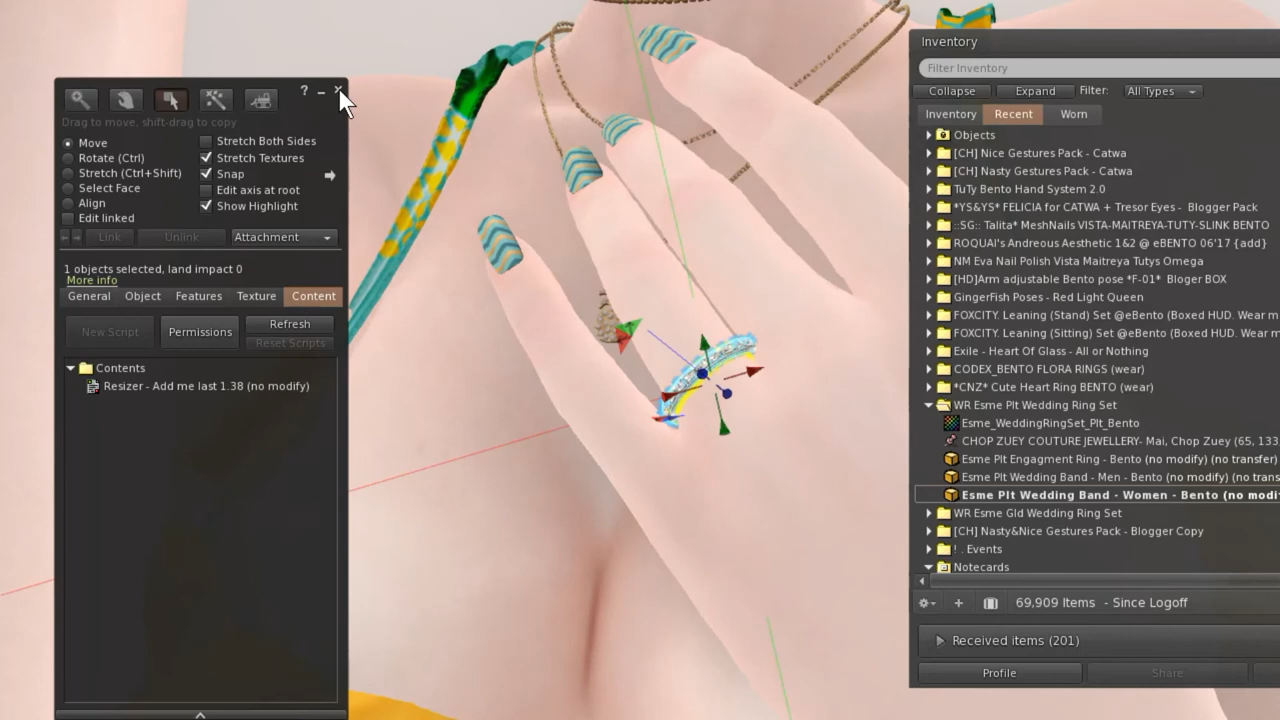 ?
Drag to move, shift-drag to copy
Move
Rotate (Ctrl)
Stretch (Ctrl+Shift)
Select Face
Align
Edit linked
Stretch Both Sides
Stretch Textures
Snap
Edit axis at root
Show Highlight
Link
Unlink
Attachment
1 objects selected, land impact 0
More info
General Object Features Texture Content
New Script
Permissions
Refresh
Reset Scripts
Contents
Resizer - Add me last 1.38 (no modify)
Inventory
Filter Inventory
Collapse Expand Filter: All Types
Inventory Recent Worn
Objects
[CH] Nice Gestures Pack - Catwa
[CH] Nasty Gestures Pack - Catwa
TuTy Bento Hand System 2.0
*YS&YS* FELICIA for CATWA + Tresor Eyes - Blogger Pack
::SG:: Talita* MeshNails VISTA-MAITREYA-TUTY-SLINK BENTO
ROQUAI's Andreous Aesthetic 1&2 @ eBENTO 06'17 {add}
NM Eva Nail Polish Vista Maitreya Tutys Omega
[HD]Arm adjustable Bento pose *F-01* Bloger BOX
GingerFish Poses - Red Light Queen
FOXCITY. Leaning (Stand) Set @eBento (Boxed HUD. Wear m
FOXCITY. Leaning (Sitting) Set @eBento (Boxed HUD. Wear m
Exile - Heart Of Glass - All or Nothing
CODEX_BENTO FLORA RINGS (wear)
*CNZ* Cute Heart Ring BENTO (wear)
WR Esme Plt Wedding Ring Set
Esme_WeddingRingSet_Plt_Bento
CHOP ZUEY COUTURE JEWELLERY- Mai, Chop Zuey (65, 133,
Esme Plt Engagment Ring - Bento (no modify) (no transfer)
Esme Plt Wedding Band - Men - Bento (no modify) (no trans
Esme Plt Wedding Band - Women - Bento (no modi
WR Esme Gld Wedding Ring Set
[CH] Nasty&Nice Gestures Pack - Blogger Copy
! . Events
Notecards
69,909 Items - Since Logoff
Received items (201)
Profile
Share